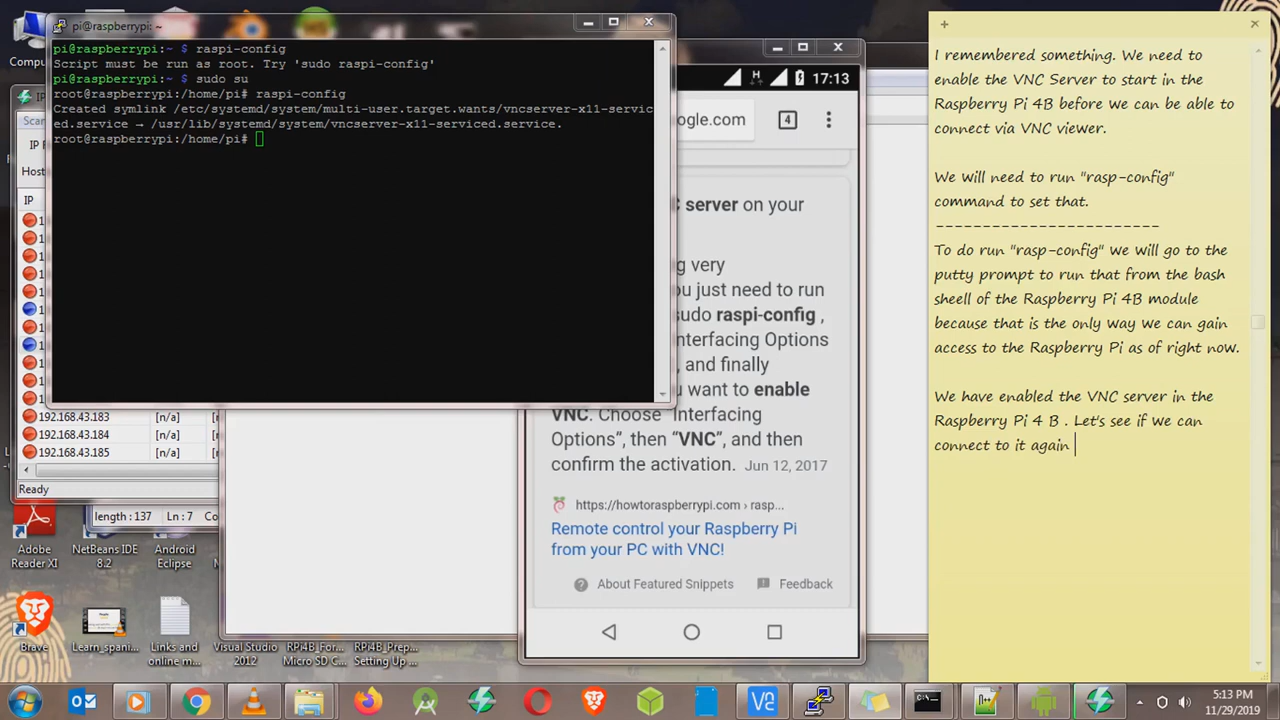 Compu
pi@raspberrypi: ~
pi@raspberrypi:~ $ raspi-config
Script must be run as root. Try 'sudo raspi-config'
pi@raspberrypi:~ $ sudo su
root@raspberrypi:/home/pi# raspi-config
Created symlink /etc/systemd/system/multi-user.target.wants/vncserver-x11-servic
ed.service → /usr/lib/systemd/system/vncserver-x11-serviced.service.
root@raspberrypi:/home/pi#
Scan
IP
Host
IP
192.168.43.183 [n/a]
192.168.43.184 [n/a]
192.168.43.185 [n/a]
Ready
length : 137 Ln : 7 Co
H 17:13
gle.com 4
C server on your
g very
ou just need to run
sudo raspi-config ,
nterfacing Options
, and finally
u want to enable
VNC. Choose "Interfacing
Options", then "VNC", and then
confirm the activation. Jun 12, 2017
https://howtoraspberrypi.com › rasp...
Remote control your Raspberry Pi
from your PC with VNC!
About Featured Snippets Feedback
I remembered something. We need to
enable the VNC Server to start in the
Raspberry Pi 4B before we can be able to
connect via VNC viewer.
We will need to run "rasp-config"
command to set that.
------------------------
To do run "rasp-config" we will go to the
putty prompt to run that from the bash
sheell of the Raspberry Pi 4B module
because that is the only way we can gain
access to the Raspberry Pi as of right now.
We have enabled the VNC server in the
Raspberry Pi 4 B . Let's see if we can
connect to it again
Adobe
Reader XI
NetBeans IDE
8.2
Android
Eclipse
Brave
Learn_spani...
Links and
online m...
Visual Studio
2012
RPi4B_For...
Micro SD C...
RPi4B_Prep...
Setting Up ...
5:13 PM
11/29/2019